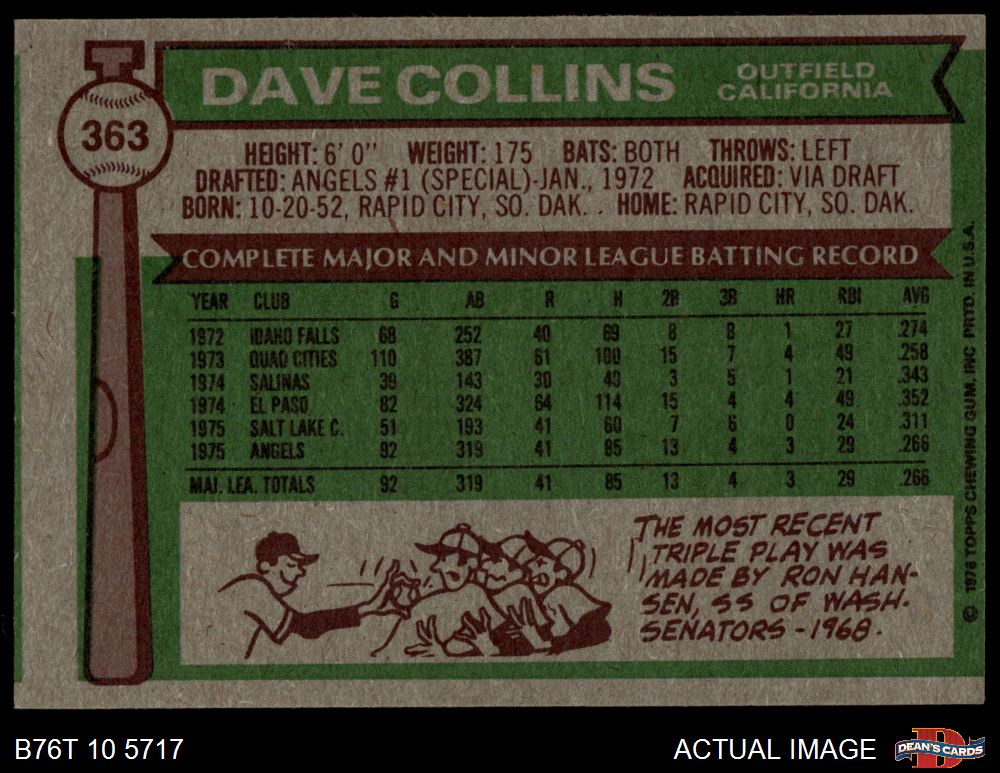 363
DAVE COLLINS
OUTFIELD
CALIFORNIA
HEIGHT: 6' 0" WEIGHT: 175 BATS: BOTH THROWS: LEFT
DRAFTED: ANGELS #1 (SPECIAL)-JAN., 1972 ACQUIRED: VIA DRAFT
BORN: 10-20-52, RAPID CITY, SO. DAK. . HOME: RAPID CITY, SO. DAK.
COMPLETE MAJOR AND MINOR LEAGUE BATTING RECORD
YEAR CLUB G AB R H 2B 3B HR RBI AVG
1972 IDAHO FALLS 68 252 40 69 8 8 1 27 .274
1973 QUAD CITIES 110 387 61 100 15 7 4 49 .258
1974 SALINAS 39 143 30 49 3 5 1 21 .343
1974 EL PASO 82 324 64 114 15 4 4 49 .352
1975 SALT LAKE C. 51 193 41 60 7 6 0 24 .311
1975 ANGELS 92 319 41 85 13 4 3 29 .266
MAJ. LEA. TOTALS 92 319 41 85 13 4 3 29 .266
THE MOST RECENT
TRIPLE PLAY WAS
MADE BY RON HAN-
SEN, SS OF WASH.
SENATORS - 1968.
© 1976 TOPPS CHEWING GUM, INC. PRTD. IN U.S.A.
B76T 10 5717
ACTUAL IMAGE
DEAN'S CARDS